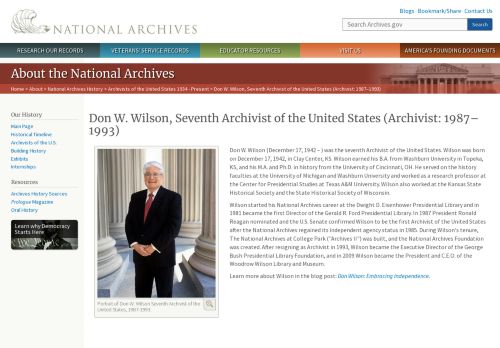 Blogs · Bookmark/Share · Contact Us
NATIONAL ARCHIVES
Search Archives.gov
Search
RESEARCH OUR RECORDS
VETERANS' SERVICE RECORDS
EDUCATOR RESOURCES
VISIT US
AMERICA'S FOUNDING DOCUMENTS
About the National Archives
Home > About > National Archives History > Archivists of the United States 1934 - Present > Don W. Wilson, Seventh Archivist of the United States (Archivist: 1987–1993)
Our History
Main Page
Historical Timeline
Archivists of the U.S.
Building History
Exhibits
Internships
Resources
Archives History Sources
Prologue Magazine
Oral History
Learn why Democracy
Starts Here
Don W. Wilson, Seventh Archivist of the United States (Archivist: 1987–
1993)
Portrait of Don W. Wilson Seventh Archivist of the
United States, 1987-1993.
Don W. Wilson (December 17, 1942 – ) was the seventh Archivist of the United States. Wilson was born
on December 17, 1942, in Clay Center, KS. Wilson earned his B.A. from Washburn University in Topeka,
KS, and his M.A. and Ph.D. in history from the University of Cincinnati, OH. He served on the history
faculties at the University of Michigan and Washburn University and worked as a research professor at
the Center for Presidential Studies at Texas A&M University. Wilson also worked at the Kansas State
Historical Society and the State Historical Society of Wisconsin.
Wilson started his National Archives career at the Dwight D. Eisenhower Presidential Library and in
1981 became the first Director of the Gerald R. Ford Presidential Library. In 1987 President Ronald
Reagan nominated and the U.S. Senate confirmed Wilson to be the first Archivist of the United States
after the National Archives regained its independent agency status in 1985. During Wilson's tenure,
The National Archives at College Park ("Archives II") was built, and the National Archives Foundation
was created. After resigning as Archivist in 1993, Wilson became the Executive Director of the George
Bush Presidential Library Foundation, and in 2009 Wilson became the President and C.E.O. of the
Woodrow Wilson Library and Museum.
Learn more about Wilson in the blog post: Don Wilson: Embracing Independence.